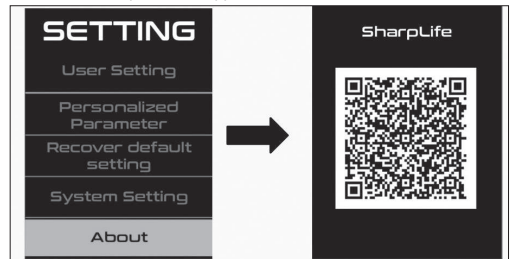 SETTING
User Setting
Personalized
Parameter
Recover default
setting
System Setting
About
SharpLife